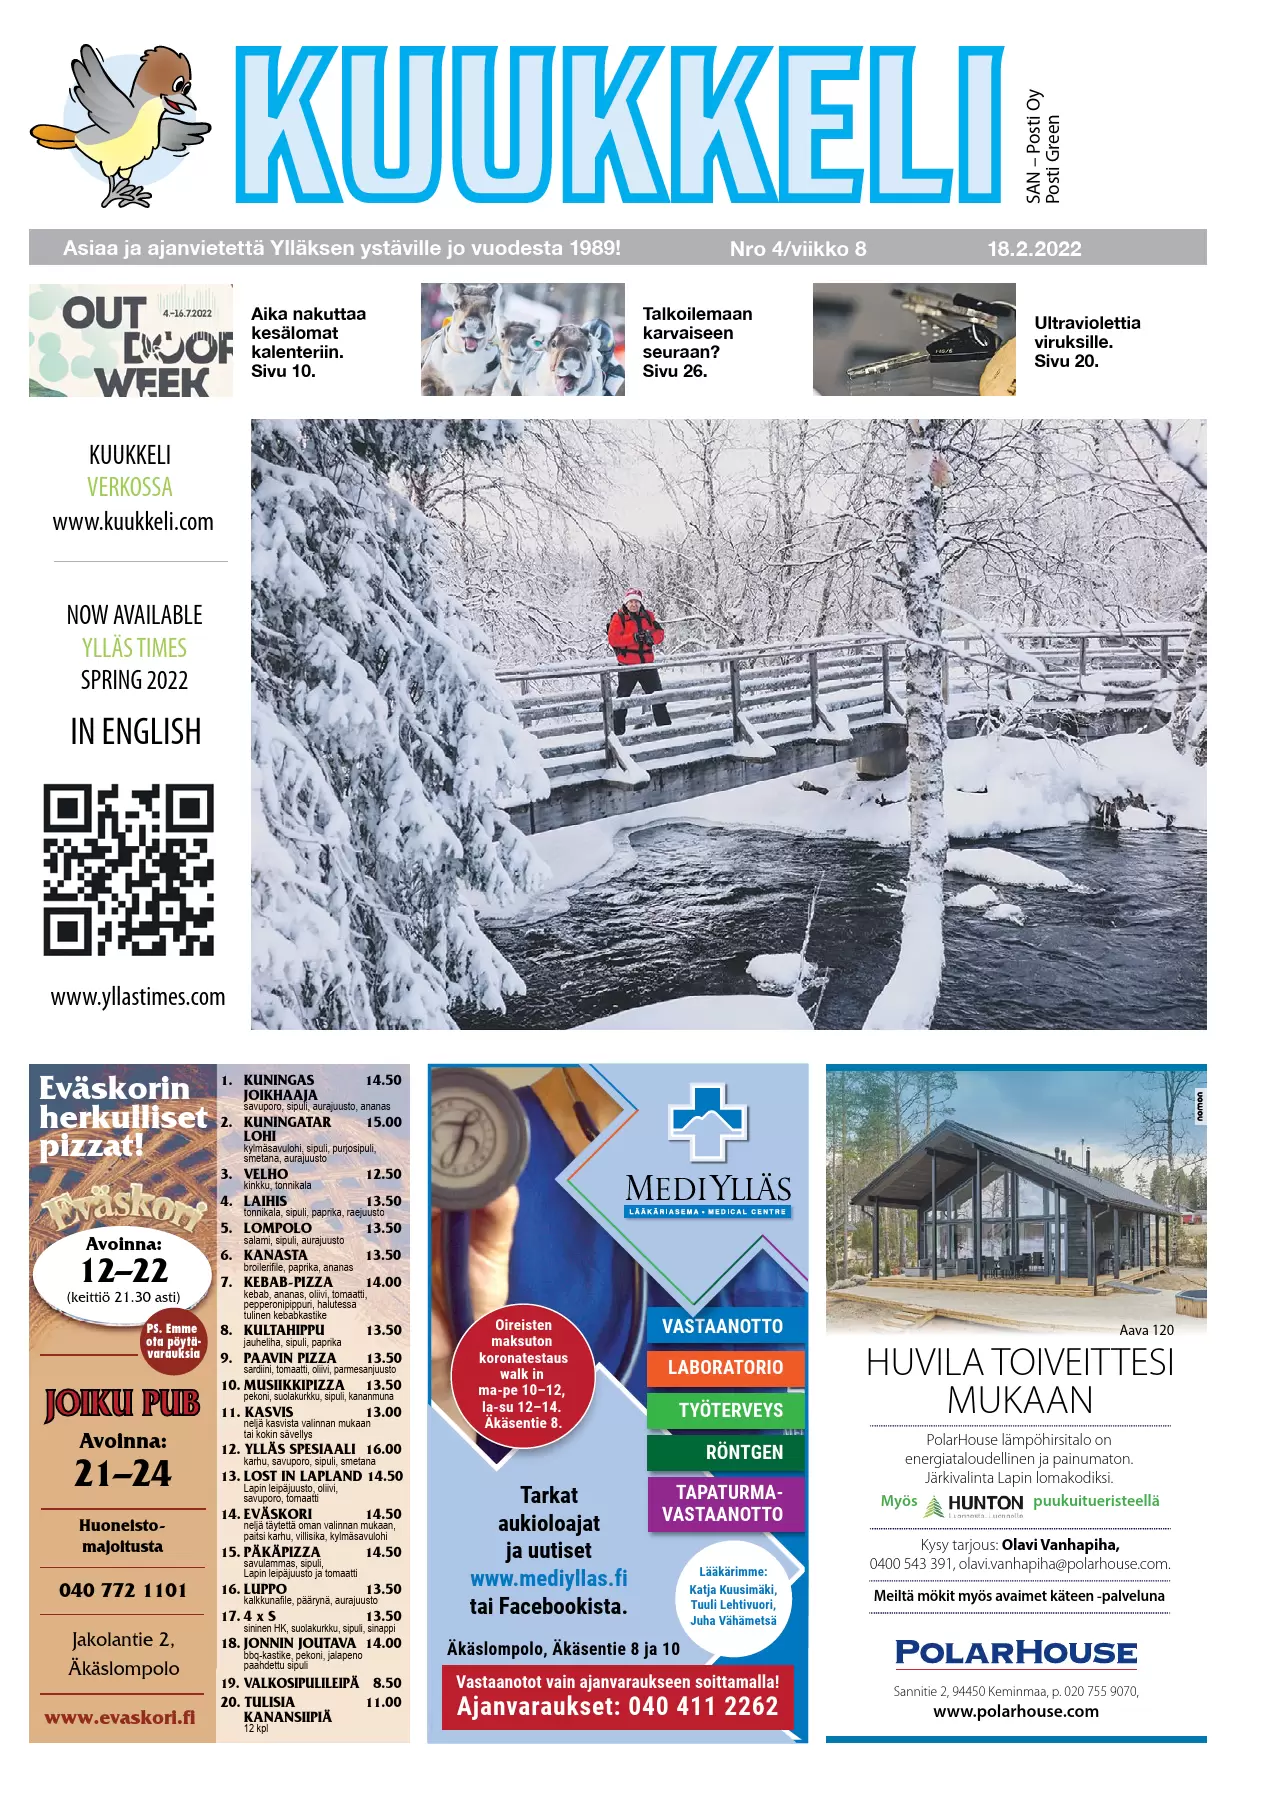 KUUKKELI
SAN – Posti Oy
Posti Green
Asiaa ja ajanvietettä Ylläksen ystäville jo vuodesta 1989!
Nro 4/viikko 8
18.2.2022
OUT
4.–16.7.2022
DOOR
WEEK
Aika nakuttaa
kesälomat
kalenteriin.
Sivu 10.
Talkoilemaan
karvaiseen
seuraan?
Sivu 26.
Ultraviolettia
viruksille.
Sivu 20.
KUUKKELI
VERKOSSA
www.kuukkeli.com
NOW AVAILABLE
YLLÄS TIMES
SPRING 2022
IN ENGLISH
www.yllastimes.com
Eväskorin
herkulliset
pizzat!
Eväskori
Avoinna:
12–22
(keittiö 21.30 asti)
PS. Emme
ota pöytä-
varauksia
JOIKU PUB
Avoinna:
21–24
Huoneisto-
majoitusta
040 772 1101
Jakolantie 2,
Äkäslompolo
www.evaskori.fi
1. KUNINGAS 14.50
JOIKHAAJA
savuporo, sipuli, aurajuusto, ananas
2. KUNINGATAR 15.00
LOHI
kylmäsavulohi, sipuli, purjosipuli,
smetana, aurajuusto
3. VELHO 12.50
kinkku, tonnikala
4. LAIHIS 13.50
tonnikala, sipuli, paprika, raejuusto
5. LOMPOLO 13.50
salami, sipuli, aurajuusto
6. KANASTA 13.50
broilerifile, paprika, ananas
7. KEBAB-PIZZA 14.00
kebab, ananas, oliivi, tomaatti,
pepperonipippuri, halutessa
tulinen kebabkastike
8. KULTAHIPPU 13.50
jauheliha, sipuli, paprika
9. PAAVIN PIZZA 13.50
sardiini, tomaatti, oliivi, parmesanjuusto
10. MUSIIKKIPIZZA 13.50
pekoni, suolakurkku, sipuli, kananmuna
11. KASVIS 13.00
neljä kasvista valinnan mukaan
tai kokin sävellys
12. YLLÄS SPESIAALI 16.00
karhu, savuporo, sipuli, smetana
13. LOST IN LAPLAND 14.50
Lapin leipäjuusto, oliivi,
savuporo, tomaatti
14. EVÄSKORI 14.50
neljä täytettä oman valinnan mukaan,
paitsi karhu, villisika, kylmäsavulohi
15. PÄKÄPIZZA 14.50
savulammas, sipuli,
Lapin leipäjuusto ja tomaatti
16. LUPPO 13.50
kalkkunafile, päärynä, aurajuusto
17. 4 x S 13.50
sininen HK, suolakurkku, sipuli, sinappi
18. JONNIN JOUTAVA 14.00
bbq-kastike, pekoni, jalapeno
paahdettu sipuli
19. VALKOSIPULILEIPÄ 8.50
20. TULISIA 11.00
KANANSIIPIÄ
12 kpl
MEDIYLLÄS
LÄÄKÄRIASEMA • MEDICAL CENTRE
Oireisten
maksuton
koronatestaus
walk in
ma-pe 10–12,
la-su 12–14.
Äkäsentie 8.
VASTAANOTTO
LABORATORIO
TYÖTERVEYS
RÖNTGEN
TAPATURMA-
VASTAANOTTO
Tarkat
aukioloajat
ja uutiset
www.mediyllas.fi
tai Facebookista.
Lääkärimme:
Katja Kuusimäki,
Tuuli Lehtivuori,
Juha Vähämetsä
Äkäslompolo, Äkäsentie 8 ja 10
Vastaanotot vain ajanvaraukseen soittamalla!
Ajanvaraukset: 040 411 2262
nomon
Aava 120
HUVILA TOIVEITTESI
MUKAAN
PolarHouse lämpöhirsitalo on
energiataloudellinen ja painumaton.
Järkivalinta Lapin lomakodiksi.
Myös HUNTON puukuitueristeellä
Luonnosta. Luonnolle
Kysy tarjous: Olavi Vanhapiha,
0400 543 391, olavi.vanhapiha@polarhouse.com.
Meiltä mökit myös avaimet käteen -palveluna
POLARHOUSE
Sannitie 2, 94450 Keminmaa, p. 020 755 9070,
www.polarhouse.com